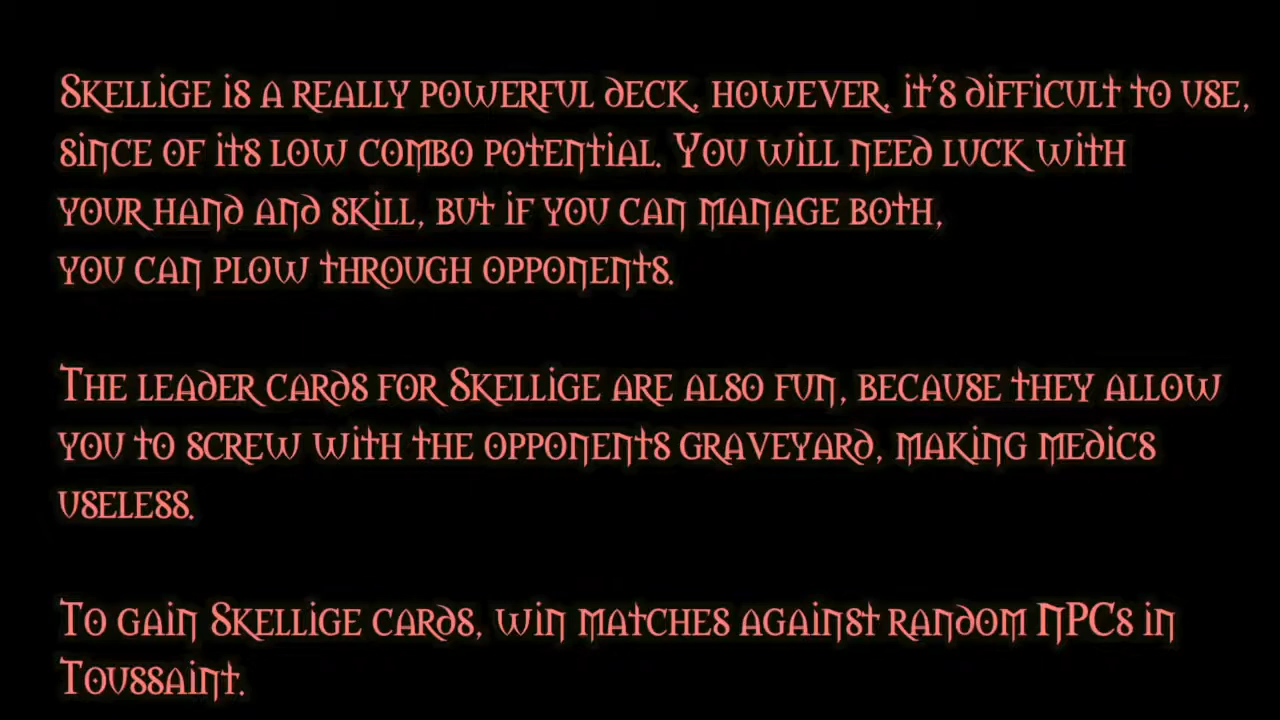 Skellige is a really powerful deck, however, it's difficult to use,
since of its low combo potential. You will need luck with
your hand and skill, but if you can manage both,
you can plow through opponents.
The leader cards for Skellige are also fun, because they allow
you to screw with the opponents graveyard, making medics
useless.
To gain Skellige cards, win matches against random NPCs in
Toussaint.